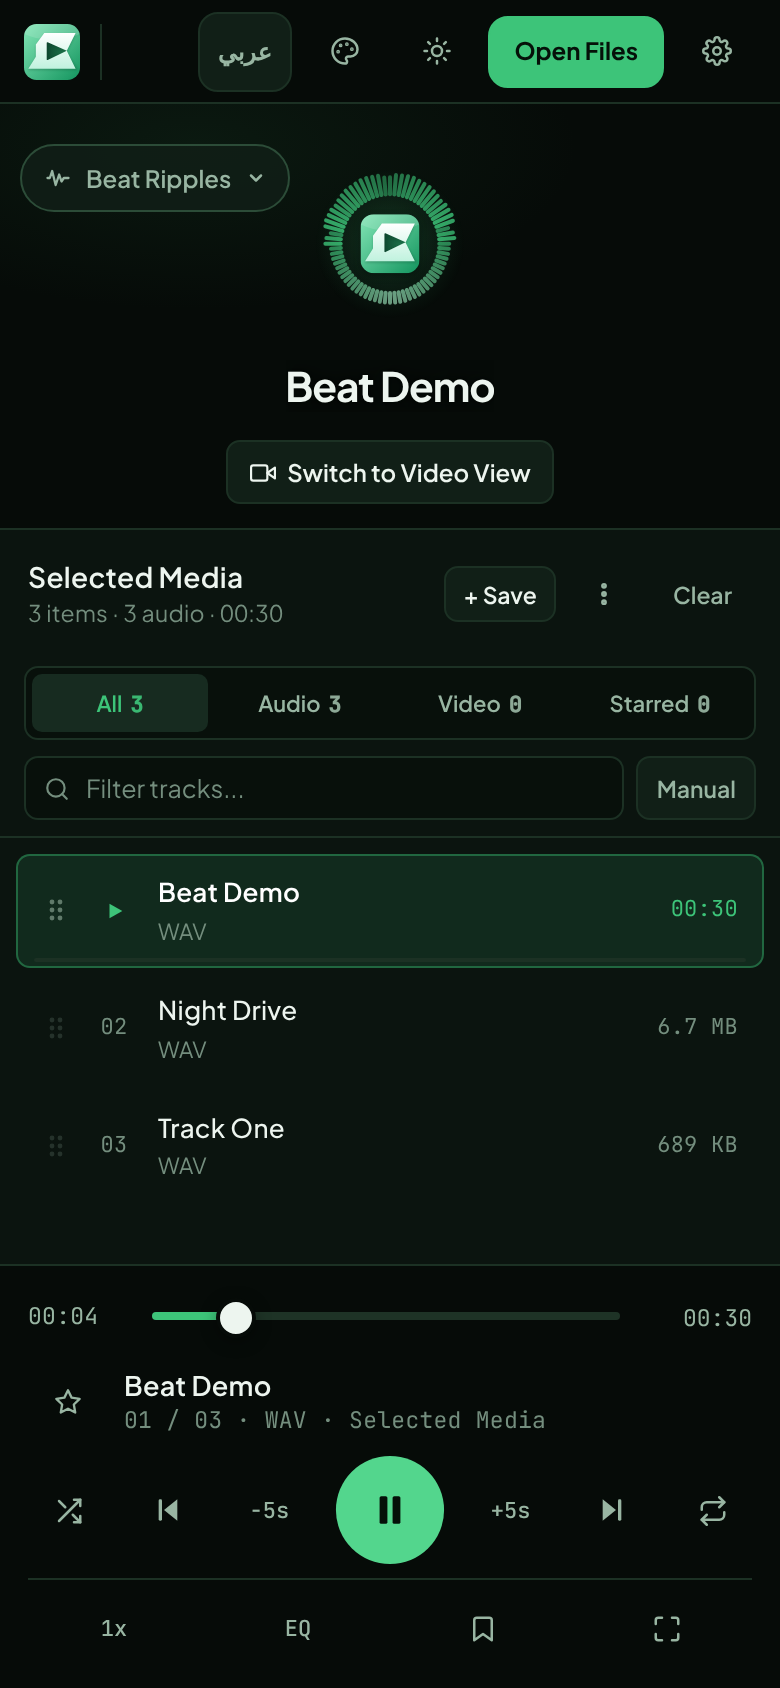 عربي
Open Files
Beat Ripples
Beat Demo
Switch to Video View
Selected Media
3 items · 3 audio · 00:30
+ Save
Clear
All 3
Audio 3
Video 0
Starred 0
Filter tracks...
Manual
Beat Demo
WAV
00:30
02
Night Drive
WAV
6.7 MB
03
Track One
WAV
689 KB
00:04
00:30
Beat Demo
01 / 03 · WAV · Selected Media
-5s
+5s
1x
EQ